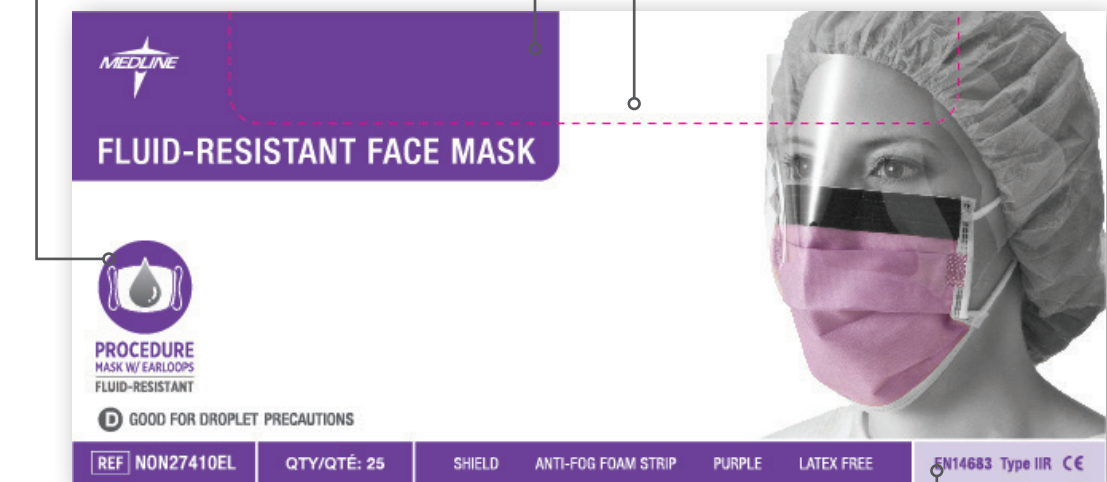 MEDLINE
FLUID-RESISTANT FACE MASK
PROCEDURE
MASK W/ EARLOOPS
FLUID-RESISTANT
D GOOD FOR DROPLET PRECAUTIONS
REF NON27410EL QTY/QTÉ: 25 SHIELD ANTI-FOG FOAM STRIP PURPLE LATEX FREE EN14683 Type IIR CE